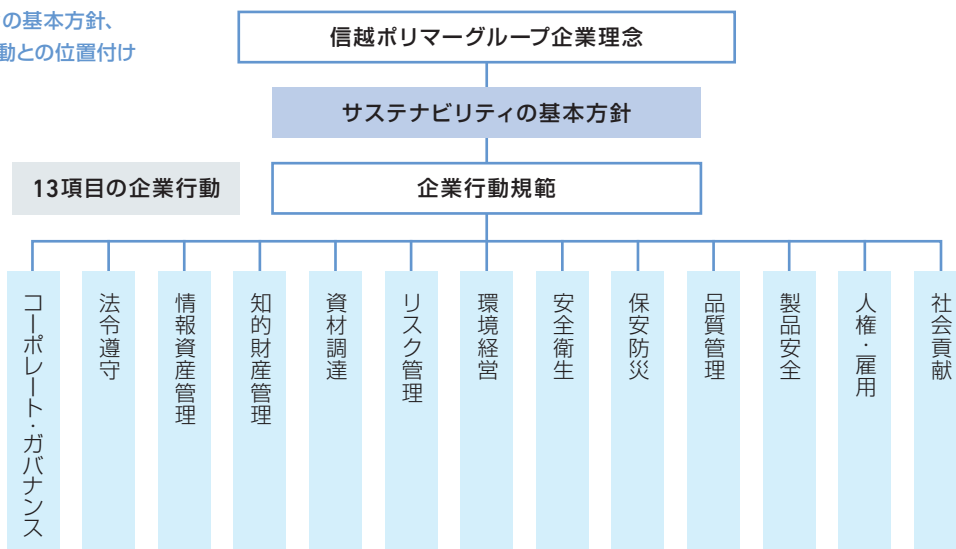 の基本方針、
動との位置付け
信越ポリマーグループ企業理念
サステナビリティの基本方針
13項目の企業行動
企業行動規範
コーポレート・ガバナンス
法令遵守
情報資産管理
知的財産管理
資材調達
リスク管理
環境経営
安全衛生
保安防災
品質管理
製品安全
人権・雇用
社会貢献